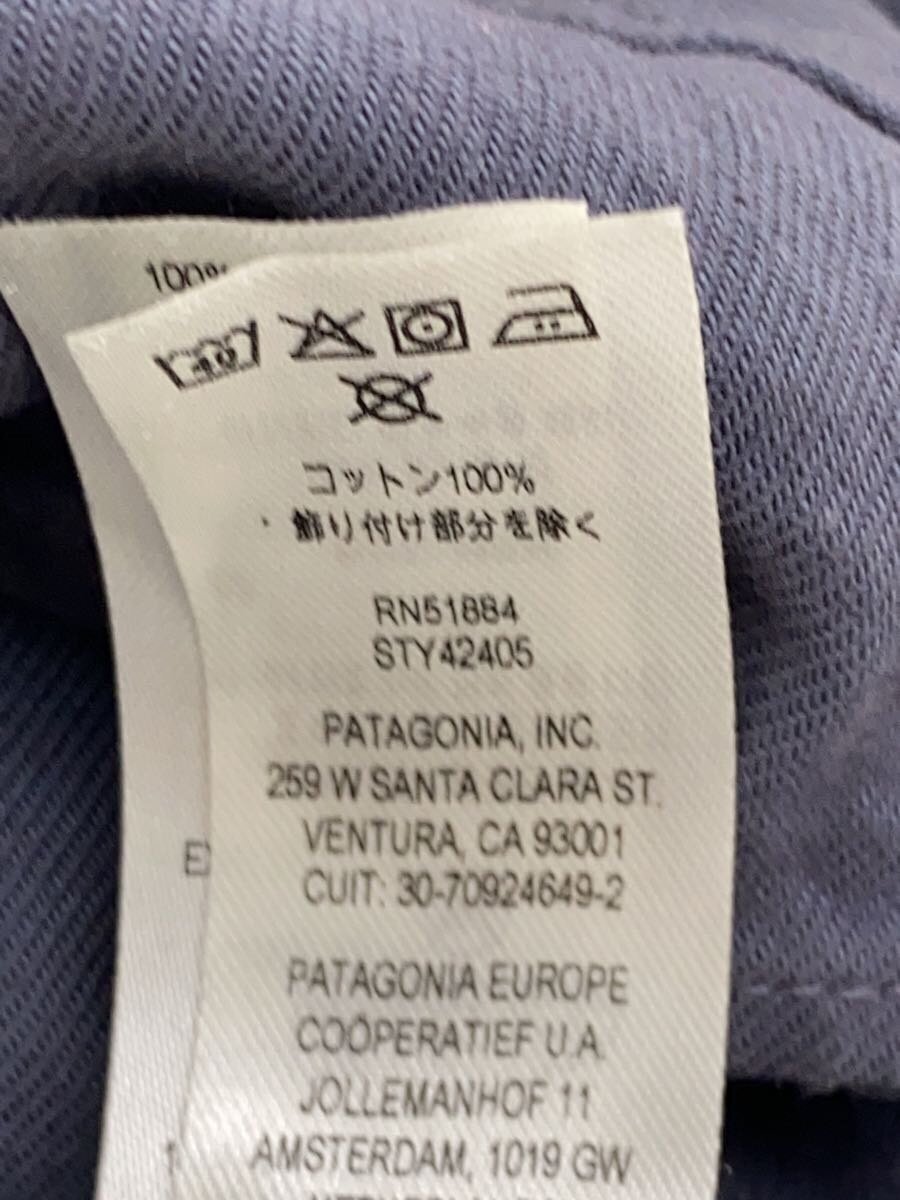 100%
40
コットン100%
・飾り付け部分を除く
RN51884
STY42405
PATAGONIA, INC.
259 W SANTA CLARA ST.
VENTURA, CA 93001
CUIT: 30-70924649-2
E
PATAGONIA EUROPE
COÖPERATIEF U.A.
JOLLEMANHOF 11
AMSTERDAM, 1019 GW